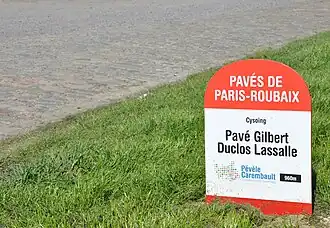 PAVÉS DE
PARIS-ROUBAIX
Cysoing
Pavé Gilbert
Duclos Lassalle
Pévèle
Carembault
960m